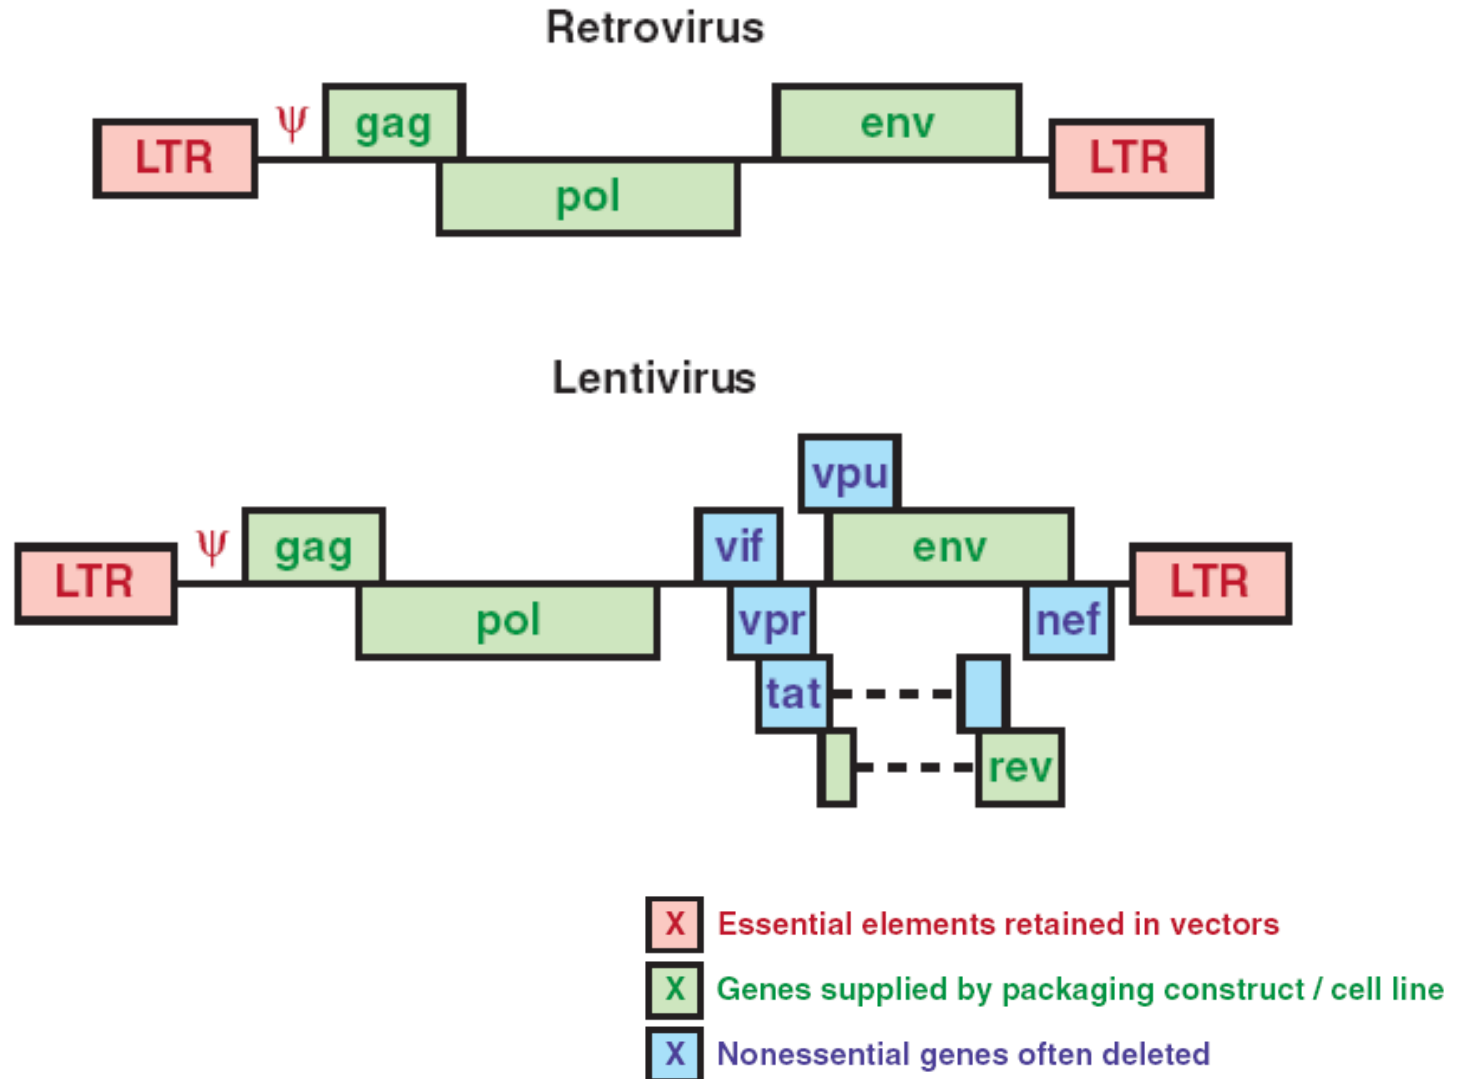 Retrovirus
LTR ψ gag pol env LTR
Lentivirus
LTR ψ gag pol vif vpr tat vpu env rev nef LTR
X Essential elements retained in vectors
X Genes supplied by packaging construct / cell line
X Nonessential genes often deleted